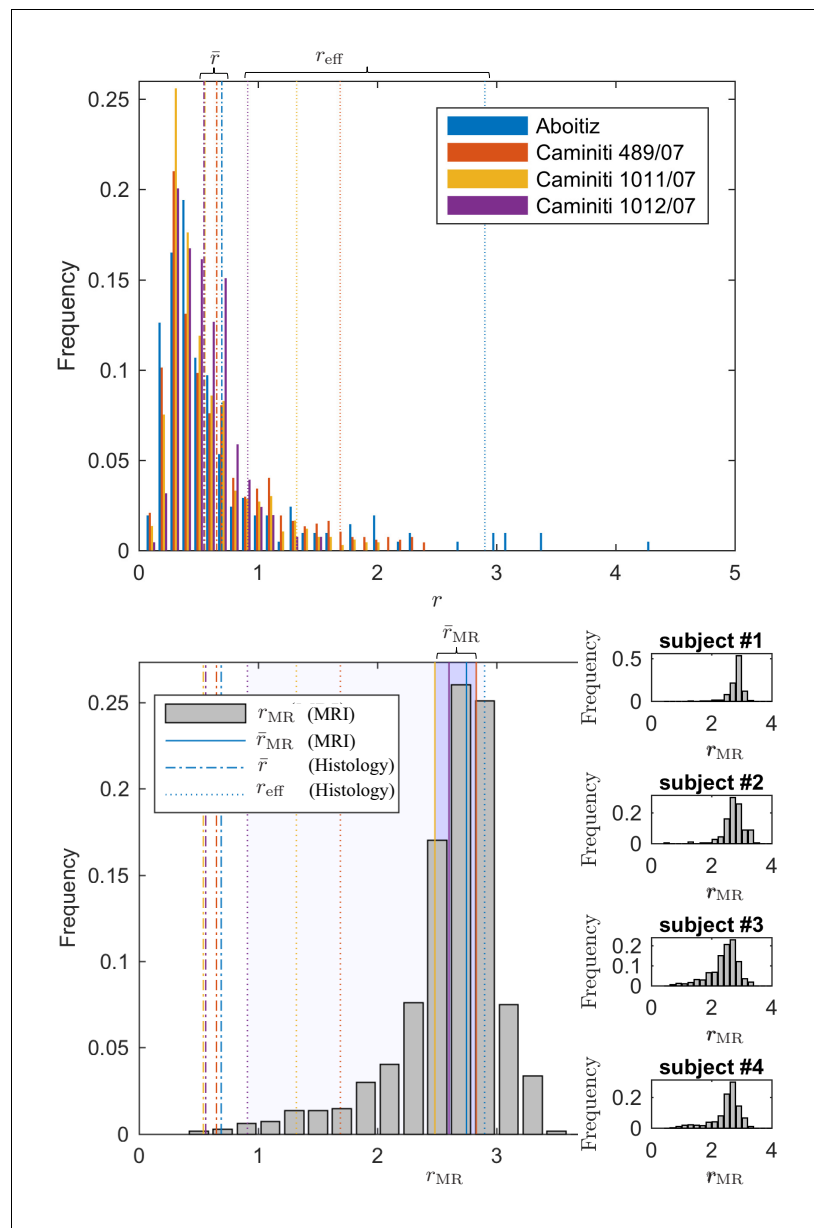 r̄ r_eff
0.25
0.2
0.15
0.1
0.05
0
Frequency
Aboitiz
Caminiti 489/07
Caminiti 1011/07
Caminiti 1012/07
0 1 2 3 4 5
r
r̄_MR
0.25
0.2
0.15
0.1
0.05
0
Frequency
r_MR (MRI)
r̄_MR (MRI)
r̄ (Histology)
r_eff (Histology)
0 1 2 3
r_MR
subject #1
Frequency
0.5
0
0 2 4
r_MR
subject #2
Frequency
0.2
0
0 2 4
r_MR
subject #3
Frequency
0.2
0.1
0
0 2 4
r_MR
subject #4
Frequency
0.2
0
0 2 4
r_MR